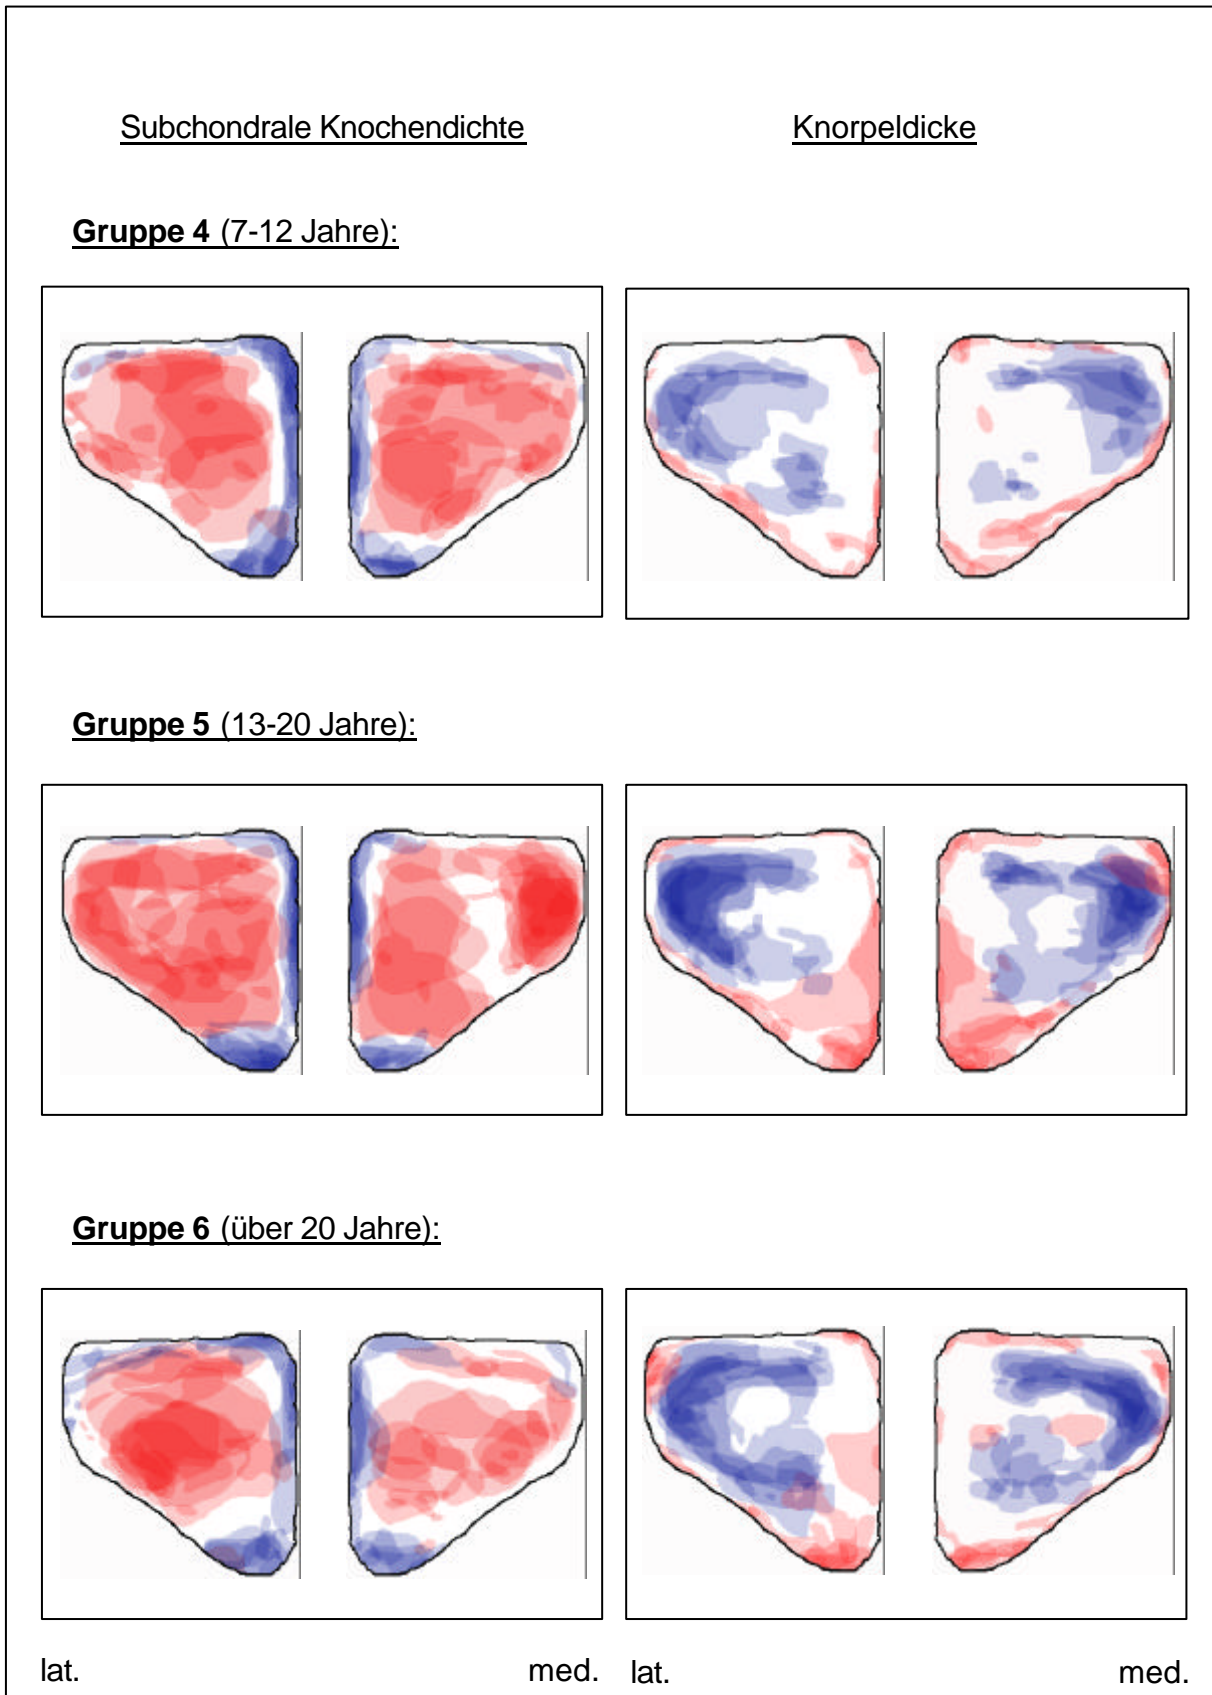 Subchondrale Knochendichte Knorpeldicke
Gruppe 4 (7-12 Jahre):
Gruppe 5 (13-20 Jahre):
Gruppe 6 (über 20 Jahre):
lat. med. lat. med.